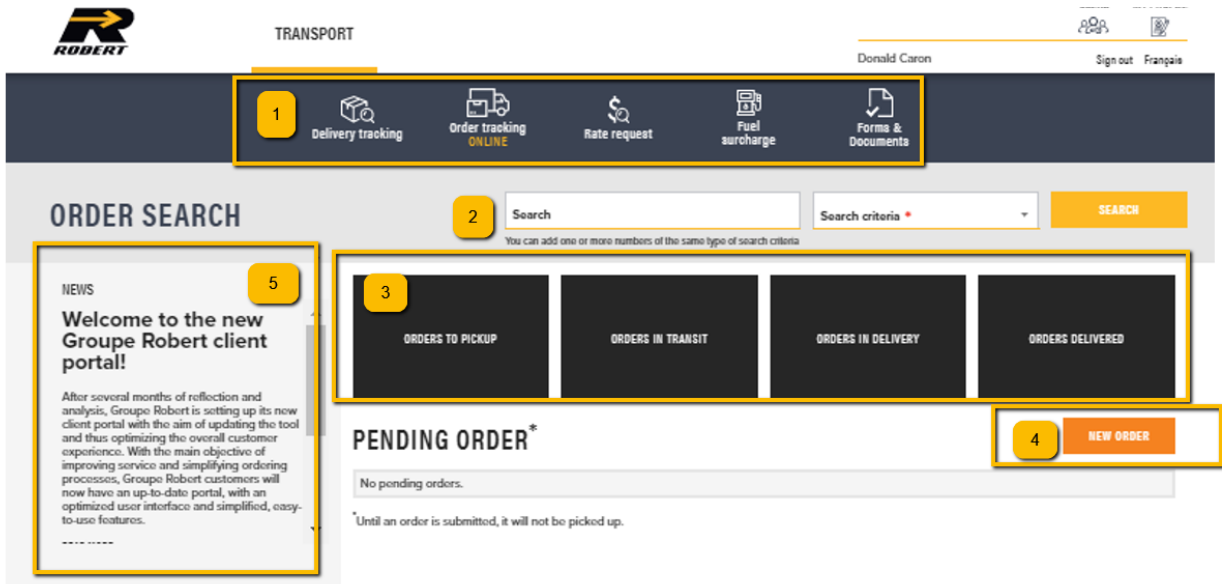 ROBERT
TRANSPORT
Donald Caron
Sign out Français
1
Delivery tracking
Order tracking
ONLINE
Rate request
Fuel
surcharge
Forms &
Documents
ORDER SEARCH
2
Search
Search criteria *
SEARCH
You can add one or more numbers of the same type of search criteria
5
NEWS
Welcome to the new
Groupe Robert client
portal!
After several months of reflection and
analysis, Groupe Robert is setting up its new
client portal with the aim of updating the tool
and thus optimizing the overall customer
experience. With the main objective of
improving service and simplifying ordering
processes, Groupe Robert customers will
now have an up-to-date portal, with an
optimized user interface and simplified, easy-
to-use features.
3
ORDERS TO PICKUP
ORDERS IN TRANSIT
ORDERS IN DELIVERY
ORDERS DELIVERED
PENDING ORDER*
4
NEW ORDER
No pending orders.
*Until an order is submitted, it will not be picked up.